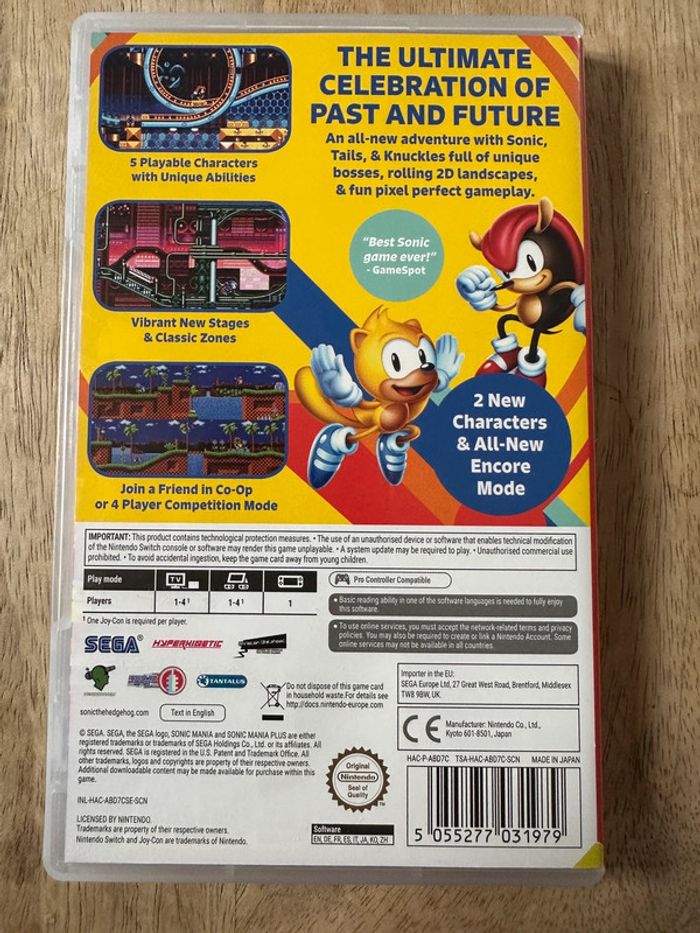 THE ULTIMATE
CELEBRATION OF
PAST AND FUTURE
An all-new adventure with Sonic,
Tails, & Knuckles full of unique
bosses, rolling 2D landscapes,
& fun pixel perfect gameplay.
5 Playable Characters
with Unique Abilities
"Best Sonic
game ever!"
- GameSpot
Vibrant New Stages
& Classic Zones
2 New
Characters
& All-New
Encore
Mode
Join a Friend in Co-Op
or 4 Player Competition Mode
IMPORTANT: This product contains technological protection measures. • The use of an unauthorised device or software that enables technical modification
of the Nintendo Switch console or software may render this game unplayable. • A system update may be required to play. • Unauthorised commercial use
prohibited. • To avoid accidental ingestion, keep the game card away from young children.
Play mode TV
Players 1-4¹ 1-4¹ 1
¹ One Joy-Con is required per player.
Pro Controller Compatible
• Basic reading ability in one of the software languages is needed to fully enjoy
this software.
• To use online services, you must accept the network-related terms and privacy
policies. You may also be required to create or link a Nintendo Account. Some
online services may not be available in all countries.
SEGA® HYPERKINETIC
TANTALUS
sonicthehedgehog.com
Text in English
Do not dispose of this game card
in household waste. For details see
http://docs.nintendo-europe.com
Importer in the EU:
SEGA Europe Ltd, 27 Great West Road, Brentford, Middlesex
TW8 9BW, UK.
CE
Manufacturer: Nintendo Co., Ltd.,
Kyoto 601-8501, Japan
© SEGA. SEGA, the SEGA logo, SONIC MANIA and SONIC MANIA PLUS are either
registered trademarks or trademarks of SEGA Holdings Co., Ltd. or its affiliates. All
rights reserved. SEGA is registered in the U.S. Patent and Trademark Office. All
other trademarks, logos and copyrights are property of their respective owners.
Additional downloadable content may be made available for purchase within this
game.
INL-HAC-ABD7CSE-SCN
LICENSED BY NINTENDO.
Trademarks are property of their respective owners.
Nintendo Switch and Joy-Con are trademarks of Nintendo.
Original
Nintendo
Seal of
Quality
TM
Software
EN, DE, FR, ES, IT, JA, KO, ZH
HAC-P-ABD7C TSA-HAC-ABD7C-SCN MADE IN JAPAN
5 055277 031979